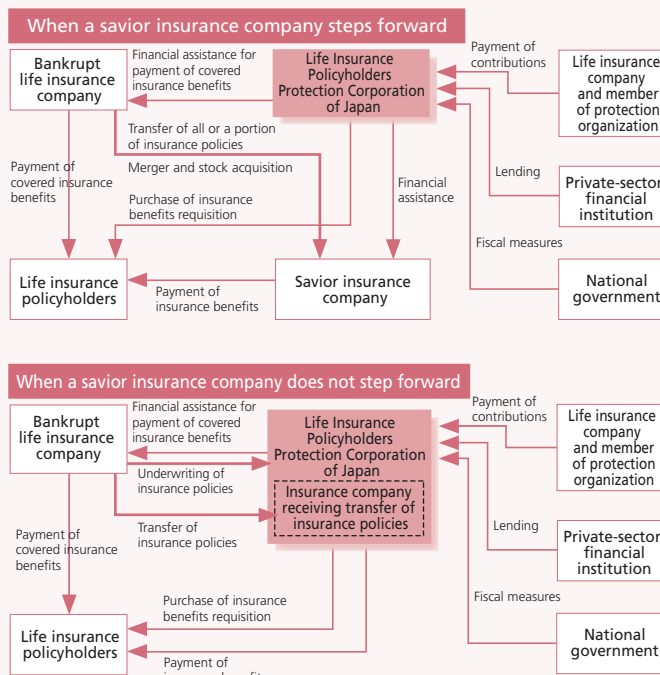 When a savior insurance company steps forward
Bankrupt
life insurance
company
Financial assistance for
payment of covered
insurance benefits
Life Insurance
Policyholders
Protection Corporation
of Japan
Payment of
contributions
Life insurance
company
and member
of protection
organization
Transfer of all or a portion
of insurance policies
Merger and stock acquisition
Payment of
covered insurance
benefits
Purchase of insurance
benefits requisition
Financial
assistance
Lending
Private-sector
financial
institution
Fiscal measures
Life insurance
policyholders
Payment of
insurance benefits
Savior insurance
company
National
government
When a savior insurance company does not step forward
Bankrupt
life insurance
company
Financial assistance for
payment of covered
insurance benefits
Life Insurance
Policyholders
Protection Corporation
of Japan
Payment of
contributions
Life insurance
company
and member
of protection
organization
Underwriting of
insurance policies
Insurance company
receiving transfer of
insurance policies
Transfer of
insurance policies
Payment of
covered insurance
benefits
Lending
Private-sector
financial
institution
Purchase of insurance
benefits requisition
Fiscal measures
Life insurance
policyholders
Payment of
National
government